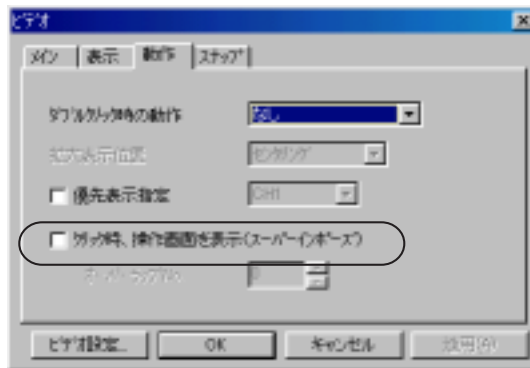 ビデオ
メイン 表示 動作 スナップ
ダブルクリック時の動作 なし
拡大表示位置 センタリング
優先表示指定 CH1
クリック時、操作画面を表示(スーパーインポーズ)
0
ビデオ設定... OK キャンセル 適用(A)